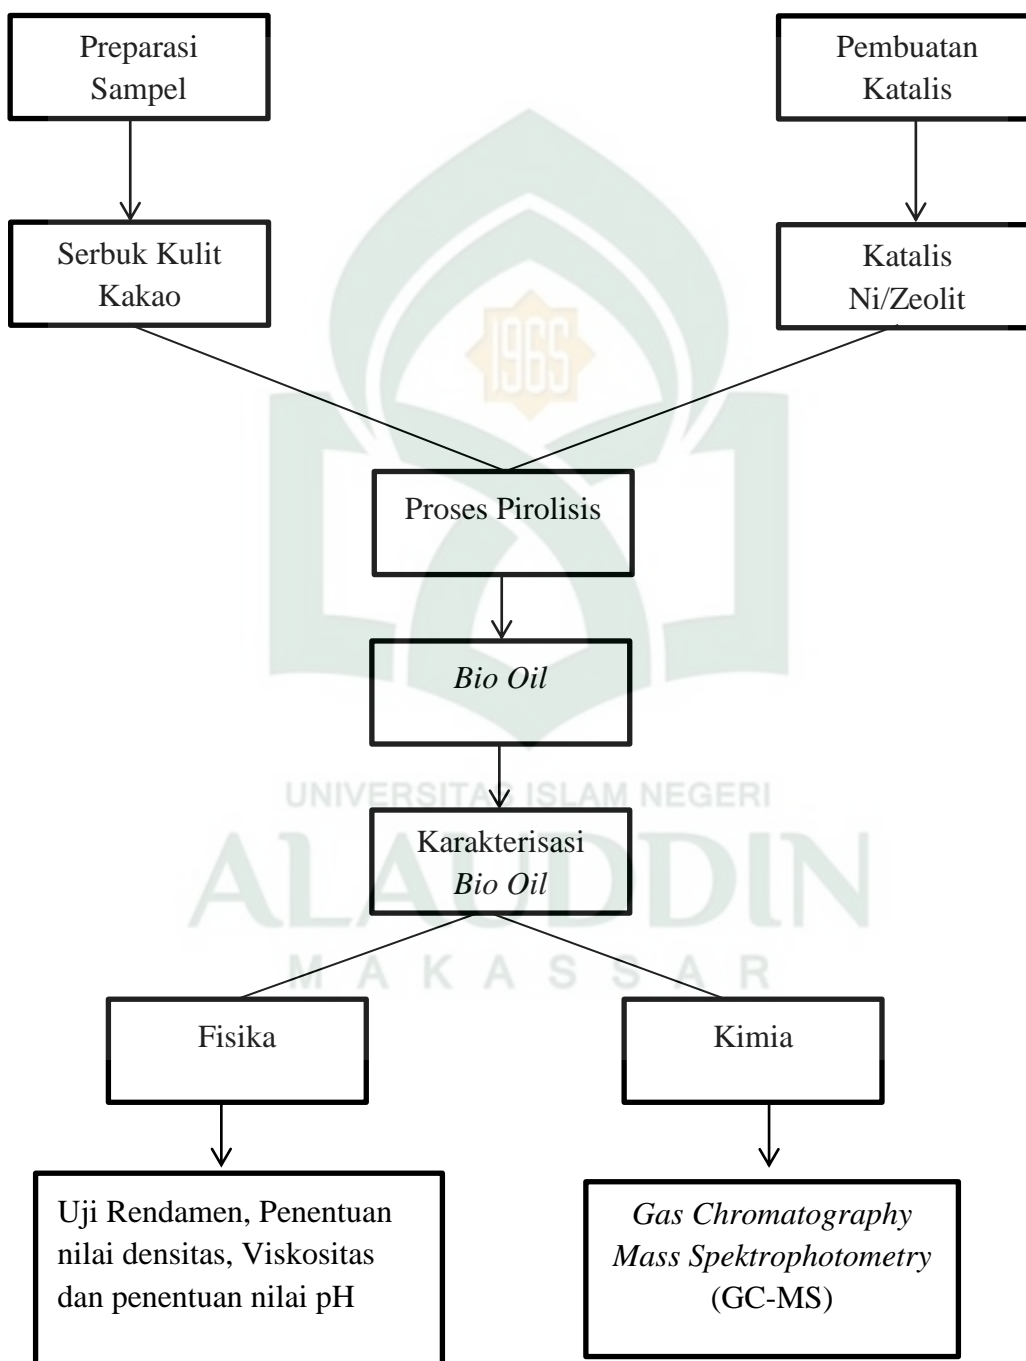 Preparasi
Sampel
Pembuatan
Katalis
Serbuk Kulit
Kakao
Katalis
Ni/Zeolit
1965
Proses Pirolisis
Bio Oil
UNIVERSITAS ISLAM NEGERI
Karakterisasi
Bio Oil
ALAUDDIN
MAKASSAR
Fisika
Kimia
Uji Rendamen, Penentuan
nilai densitas, Viskositas
dan penentuan nilai pH
Gas Chromatography
Mass Spektrophotometry
(GC-MS)